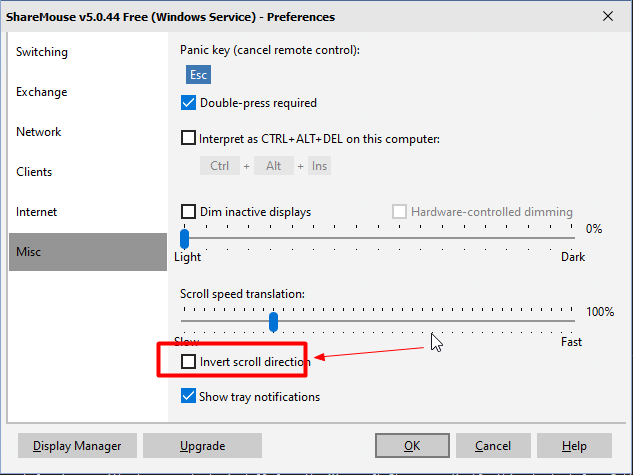 ShareMouse v5.0.44 Free (Windows Service) - Preferences
Switching
Exchange
Network
Clients
Internet
Misc
Panic key (cancel remote control):
Esc
Double-press required
Interpret as CTRL+ALT+DEL on this computer:
Ctrl + Alt + Ins
Dim inactive displays
Hardware-controlled dimming
0%
Light
Dark
Scroll speed translation:
100%
Slow
Fast
Invert scroll direction
Show tray notifications
Display Manager
Upgrade
OK
Cancel
Help